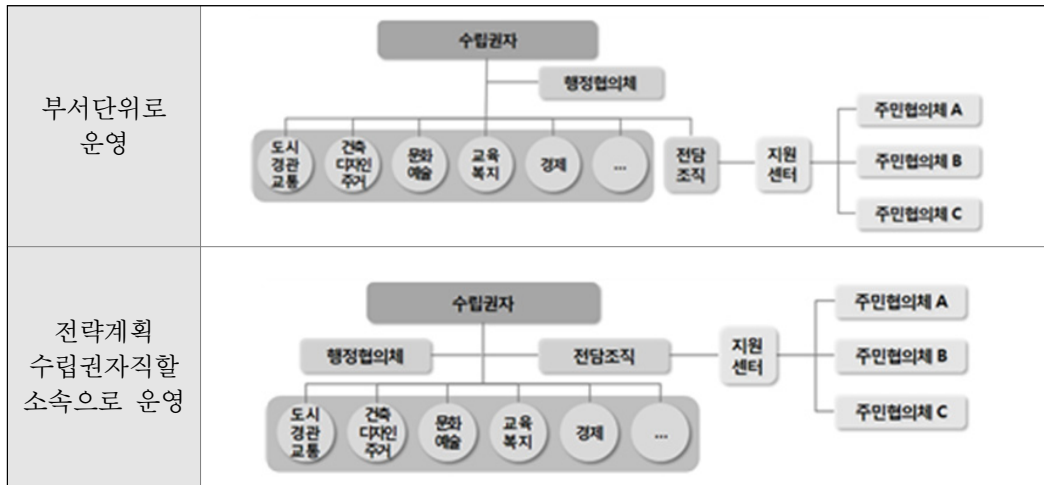 부서단위로
운영
수립권자
행정협의체
도시
경관
교통
건축
디자인
주거
문화
예술
교육
복지
경제
...
전담
조직
지원
센터
주민협의체 A
주민협의체 B
주민협의체 C
전략계획
수립권자직할
소속으로 운영
수립권자
행정협의체
전담조직
지원
센터
주민협의체 A
주민협의체 B
주민협의체 C
도시
경관
교통
건축
디자인
주거
문화
예술
교육
복지
경제
...